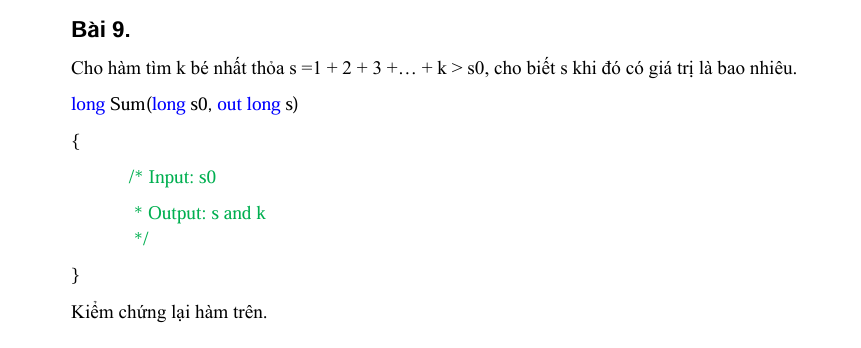 Bài 9.
Cho hàm tìm k bé nhất thỏa s =1 + 2 + 3 +… + k > s0, cho biết s khi đó có giá trị là bao nhiêu.
long Sum(long s0, out long s)
{
/* Input: s0
* Output: s and k
*/
}
Kiểm chứng lại hàm trên.